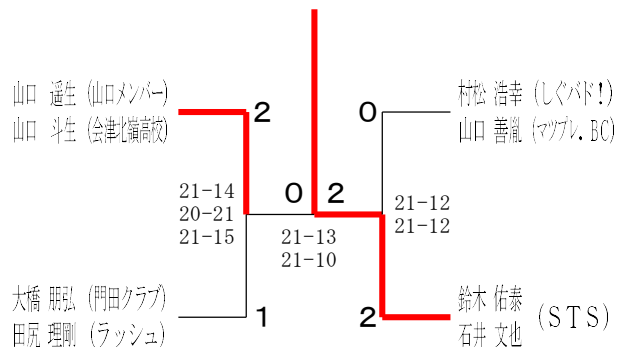 山口 遥生 (山口メンバー)
山口 斗生 (会津北嶺高校)
2
21-14
20-21
21-15
大橋 朋弘 (門田クラブ)
田尻 理剛 (ラッシュ)
1
0 2
21-13
21-10
村松 浩幸 (しぐバド!)
山口 善胤 (マツプレ. BC)
0
21-12
21-12
鈴木 佑泰
石井 文也
(STS)
2